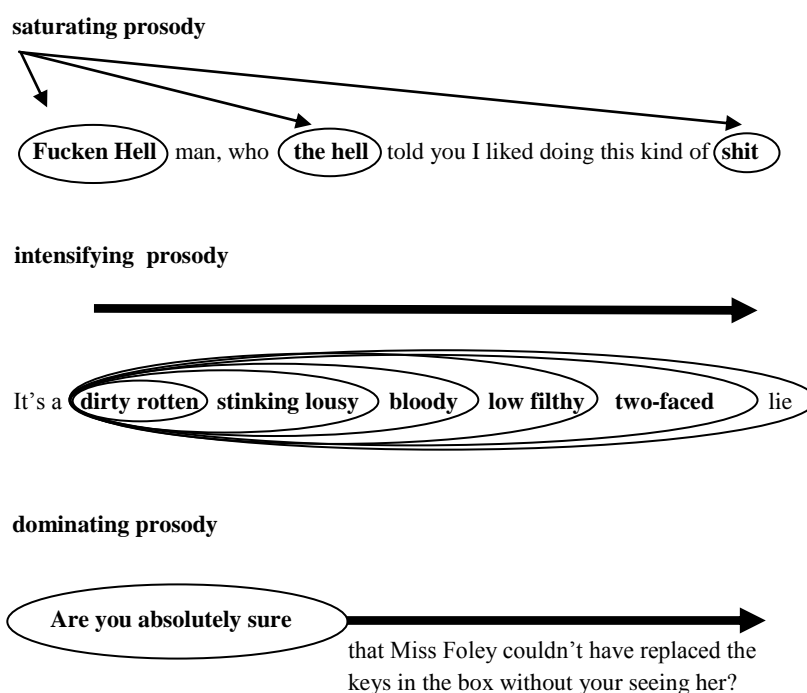 saturating prosody
Fucken Hell man, who the hell told you I liked doing this kind of shit
intensifying prosody
It's a dirty rotten stinking lousy bloody low filthy two-faced lie
dominating prosody
Are you absolutely sure
that Miss Foley couldn't have replaced the
keys in the box without your seeing her?